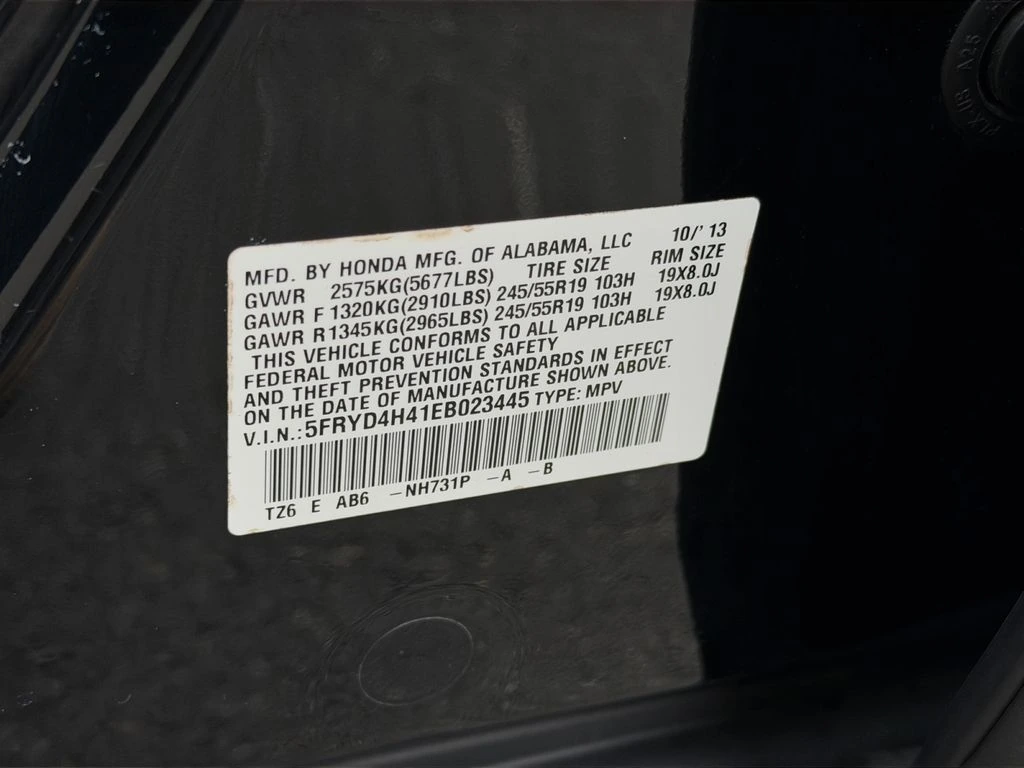 MFD. BY HONDA MFG. OF ALABAMA, LLC 10/' 13
GVWR 2575KG(5677LBS) TIRE SIZE RIM SIZE
GAWR F 1320KG(2910LBS) 245/55R19 103H 19X8.0J
GAWR R 1345KG(2965LBS) 245/55R19 103H 19X8.0J
THIS VEHICLE CONFORMS TO ALL APPLICABLE
FEDERAL MOTOR VEHICLE SAFETY
AND THEFT PREVENTION STANDARDS IN EFFECT
ON THE DATE OF MANUFACTURE SHOWN ABOVE.
V.I.N.:5FRYD4H41EB023445 TYPE: MPV
TZ6 E AB6 -NH731P -A -B
A25